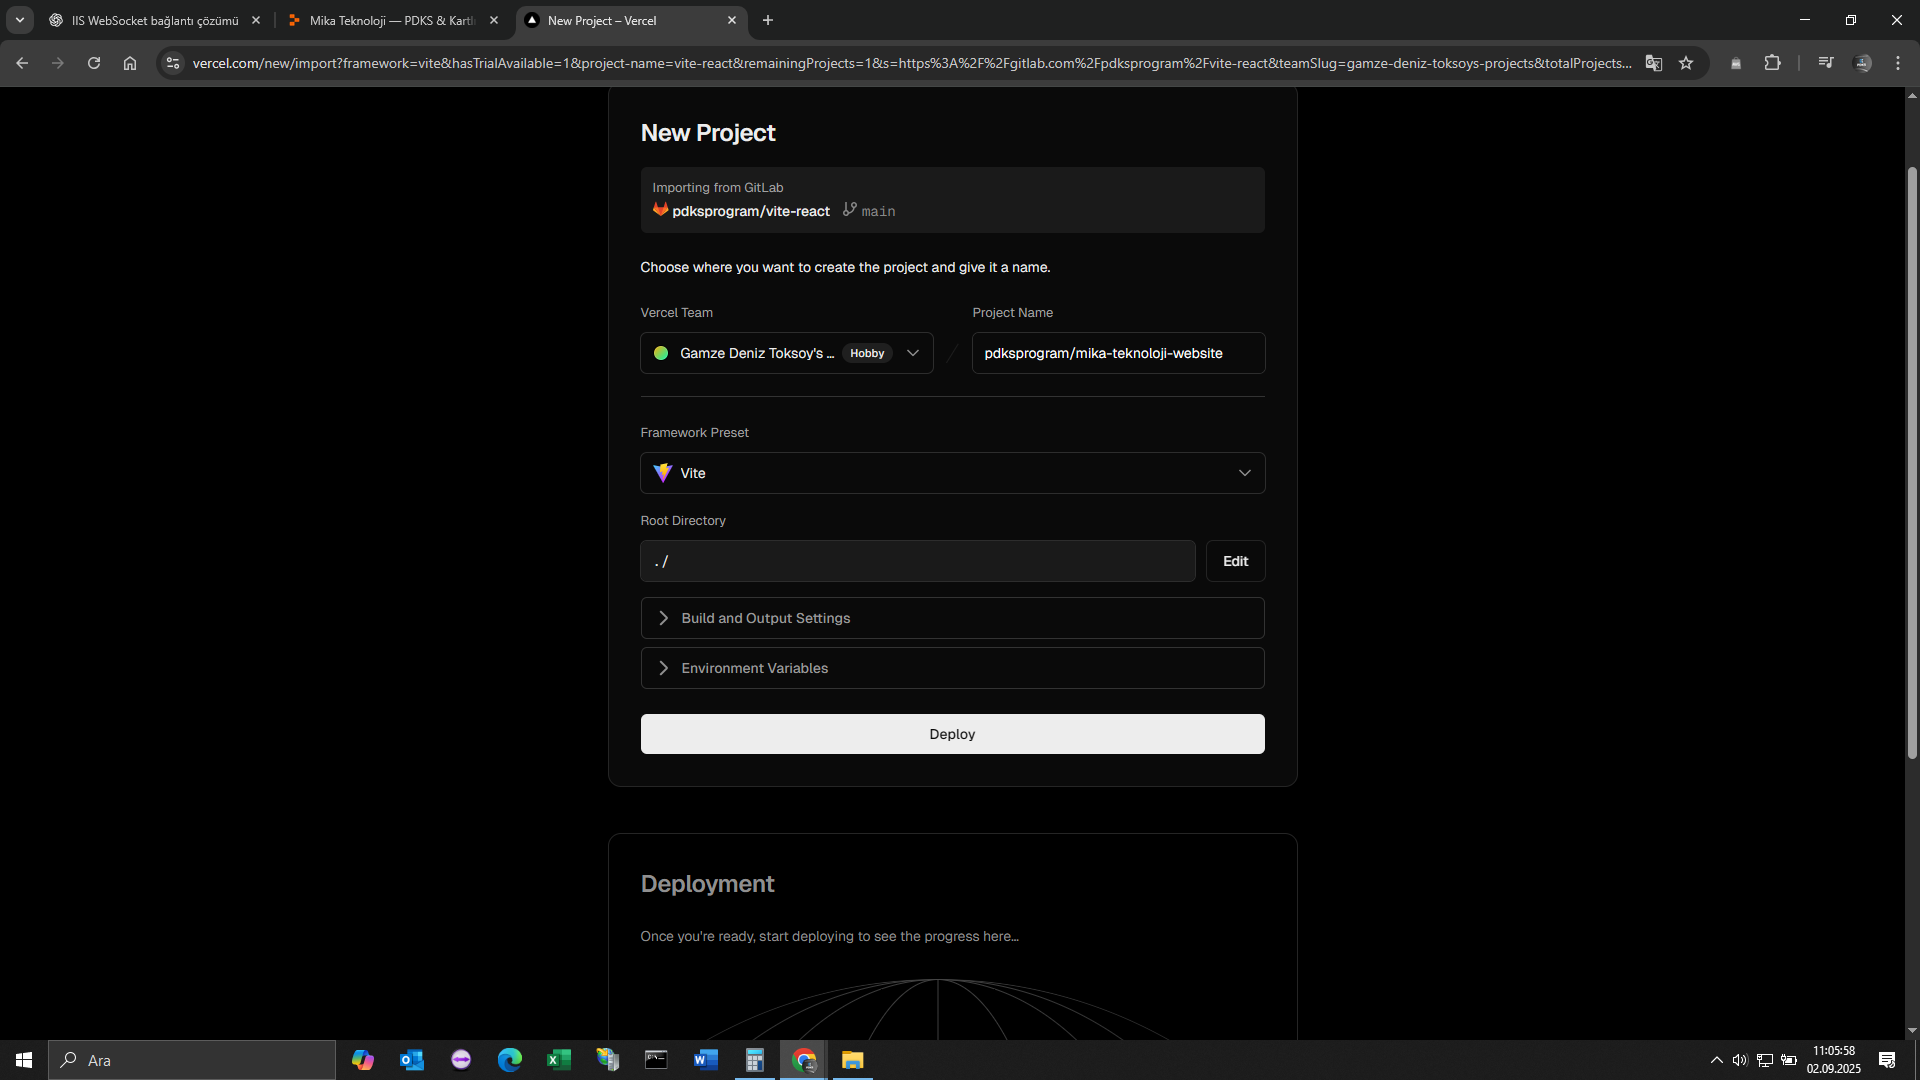 IIS WebSocket bağlantı çözümü
Mika Teknoloji — PDKS & Kartl
New Project – Vercel
vercel.com/new/import?framework=vite&hasTrialAvailable=1&project-name=vite-react&remainingProjects=1&s=https%3A%2F%2Fgitlab.com%2Fpdksprogram%2Fvite-react&teamSlug=gamze-deniz-toksoys-projects&totalProjects...
New Project
Importing from GitLab
pdksprogram/vite-react main
Choose where you want to create the project and give it a name.
Vercel Team
Project Name
Gamze Deniz Toksoy's ... Hobby
/
pdksprogram/mika-teknoloji-website
Framework Preset
Vite
Root Directory
./
Edit
Build and Output Settings
Environment Variables
Deploy
Deployment
Once you're ready, start deploying to see the progress here...
Ara
11:05:58
02.09.2025